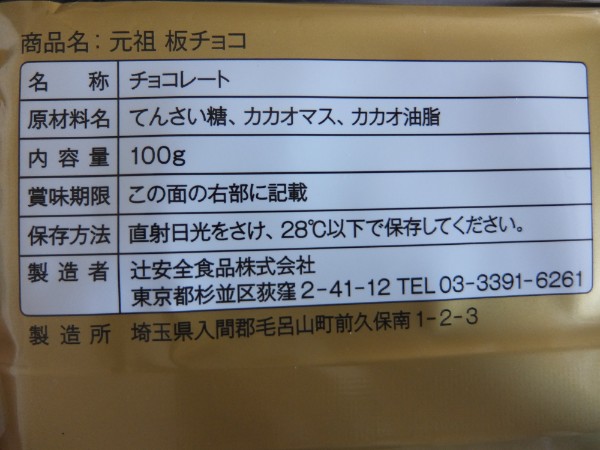 商品名：元祖 板チョコ
名称 チョコレート
原材料名 てんさい糖、カカオマス、カカオ油脂
内容量 100g
賞味期限 この面の右部に記載
保存方法 直射日光をさけ、28℃以下で保存してください。
製造者 辻安全食品株式会社
東京都杉並区荻窪2-41-12 TEL 03-3391-6261
製造所 埼玉県入間郡毛呂山町前久保南1-2-3